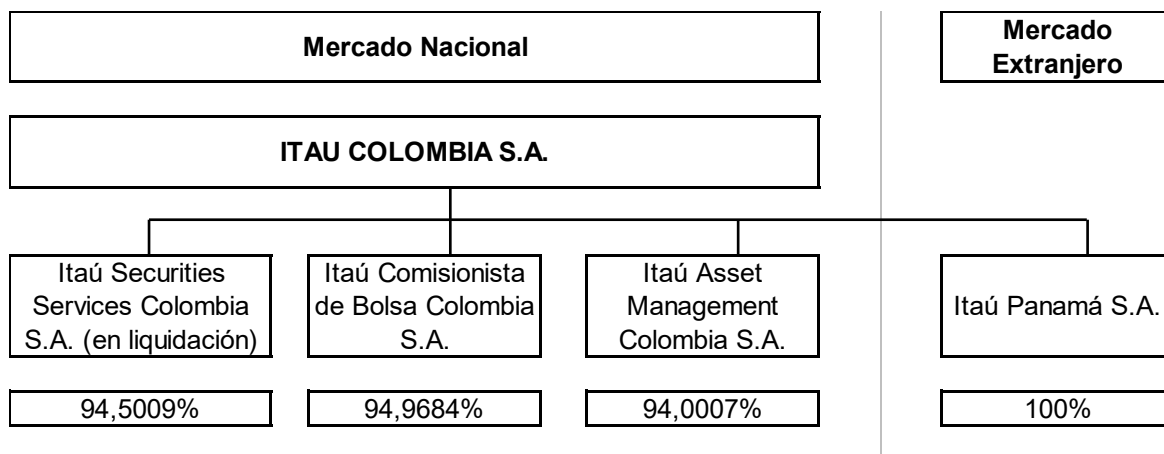 Mercado Nacional
Mercado
Extranjero
ITAU COLOMBIA S.A.
Itaú Securities
Services Colombia
S.A. (en liquidación)
Itaú Comisionista
de Bolsa Colombia
S.A.
Itaú Asset
Management
Colombia S.A.
Itaú Panamá S.A.
94,5009%
94,9684%
94,0007%
100%